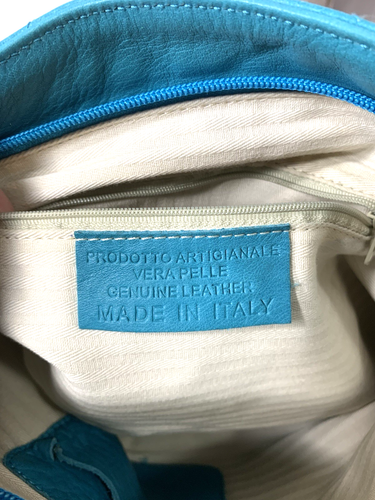 PRODOTTO ARTIGIANALE
VERA PELLE
GENUINE LEATHER
MADE IN ITALY